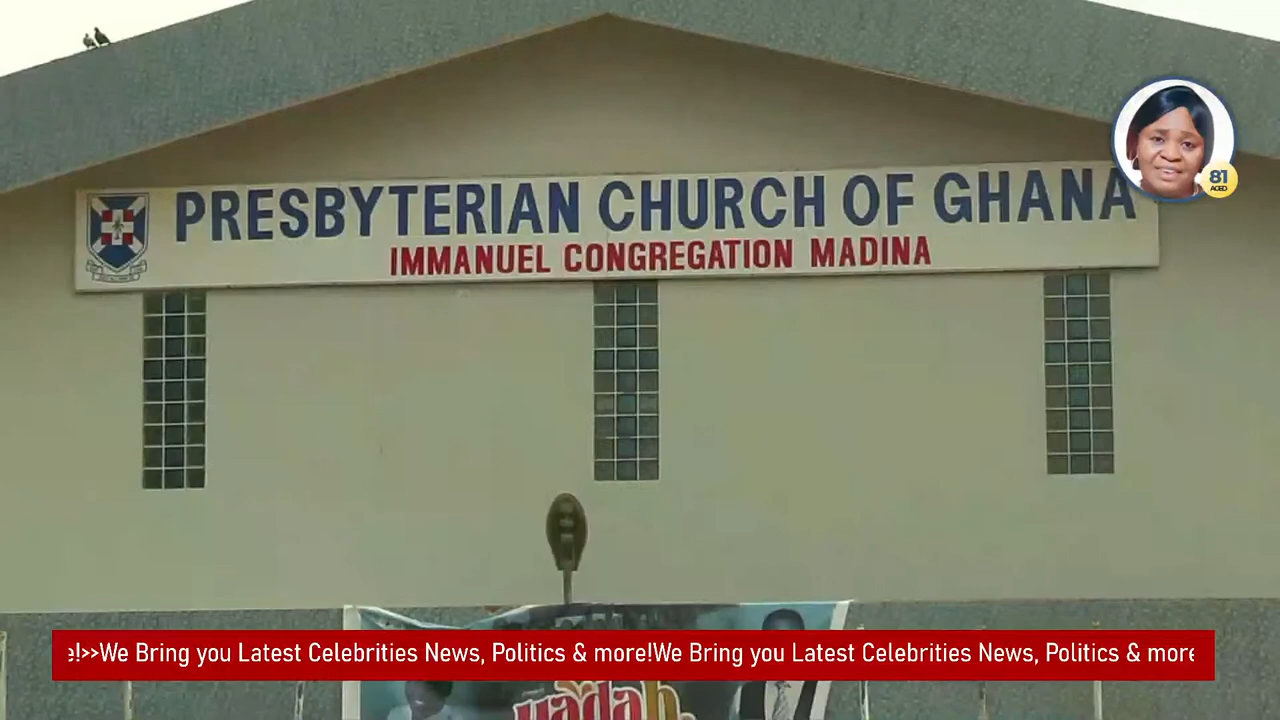 PRESBYTERIAN CHURCH OF GHANA
IMMANUEL CONGREGATION MADINA
81
AGED
!>>We Bring you Latest Celebrities News, Politics & more!We Bring you Latest Celebrities News, Politics & more